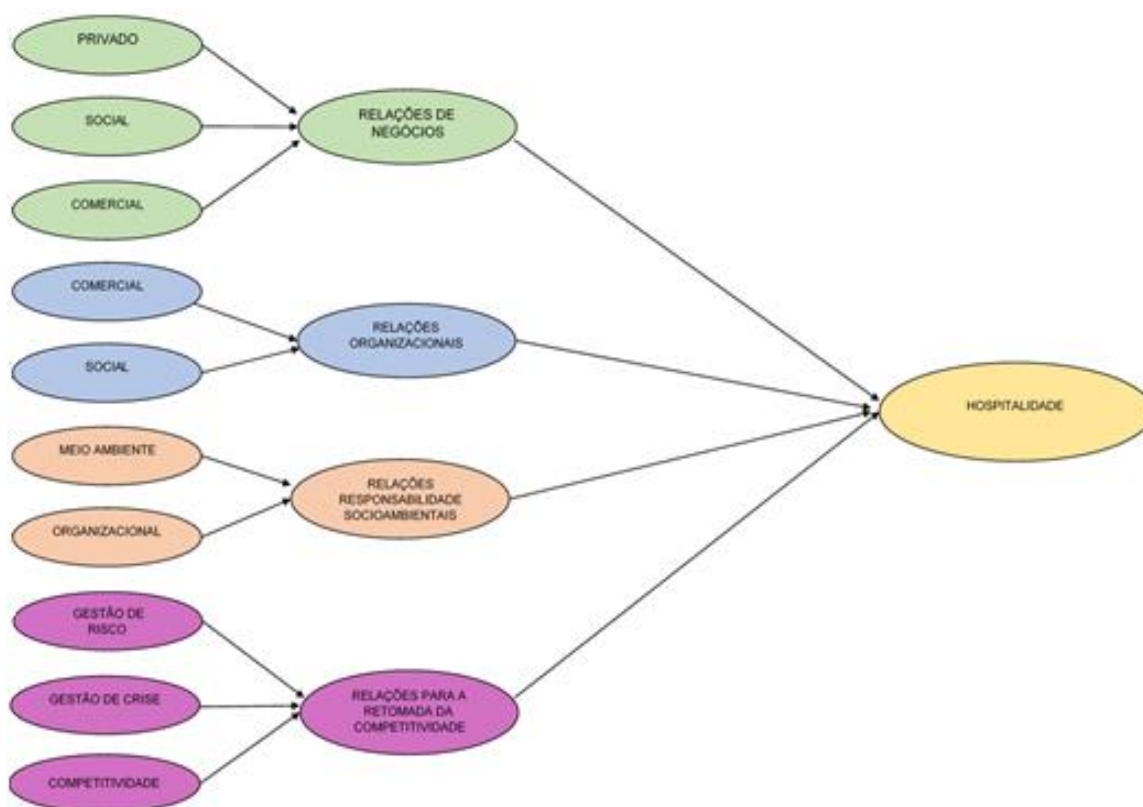 PRIVADO
SOCIAL
COMERCIAL
RELAÇÕES DE
NEGÓCIOS
COMERCIAL
SOCIAL
RELAÇÕES
ORGANIZACIONAIS
MEIO AMBIENTE
ORGANIZACIONAL
RELAÇÕES
RESPONSABILIDADE
SOCIOAMBIENTAIS
GESTÃO DE
RISCO
GESTÃO DE CRISE
COMPETITIVIDADE
RELAÇÕES PARA A
RETOMADA DA
COMPETITIVIDADE
HOSPITALIDADE